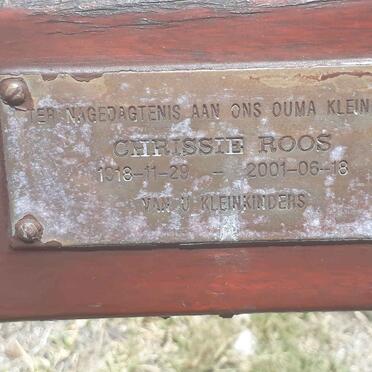 TER NAGEDAGTENIS AAN ONS OUMA KLEIN
CHRISSIE ROOS
1918-11-29 - 2001-06-18
VAN U KLEINKINDERS